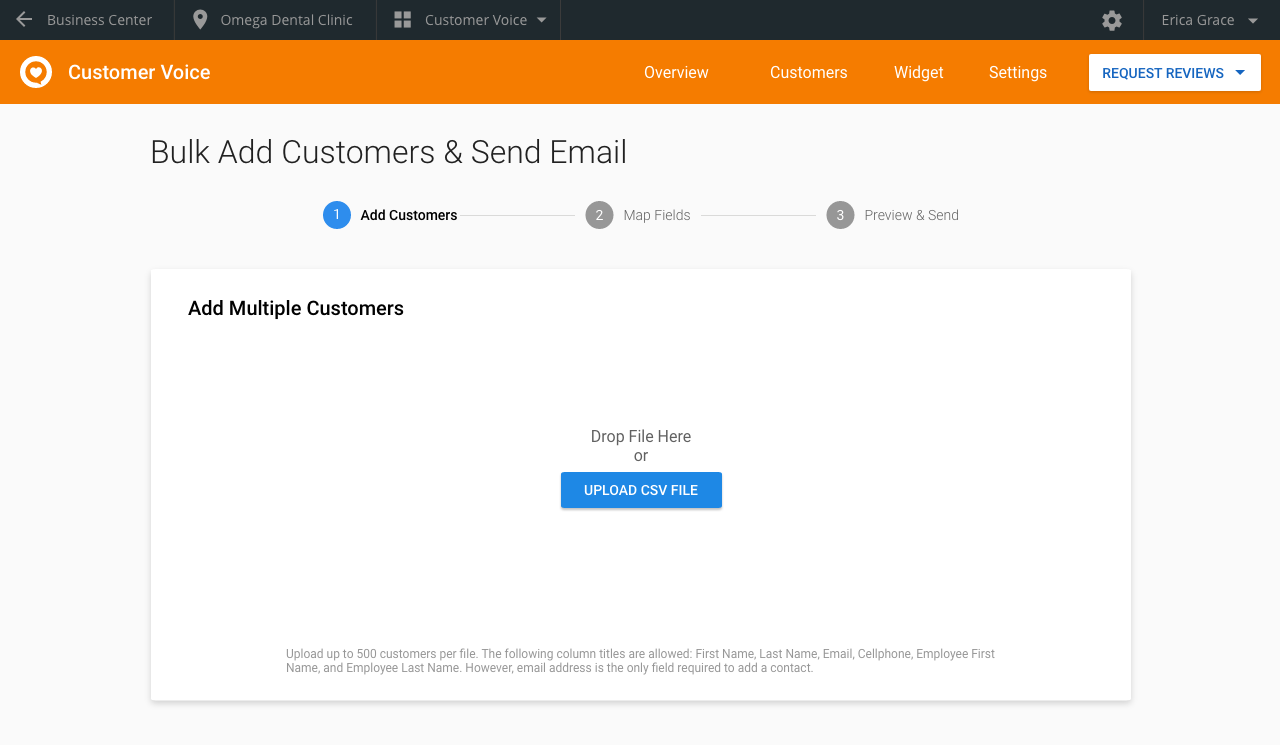 Business Center
Omega Dental Clinic
Customer Voice
Erica Grace
Customer Voice
Overview
Customers
Widget
Settings
REQUEST REVIEWS
Bulk Add Customers & Send Email
1 Add Customers
2 Map Fields
3 Preview & Send
Add Multiple Customers
Drop File Here
or
UPLOAD CSV FILE
Upload up to 500 customers per file. The following column titles are allowed: First Name, Last Name, Email, Cellphone, Employee First
Name, and Employee Last Name. However, email address is the only field required to add a contact.